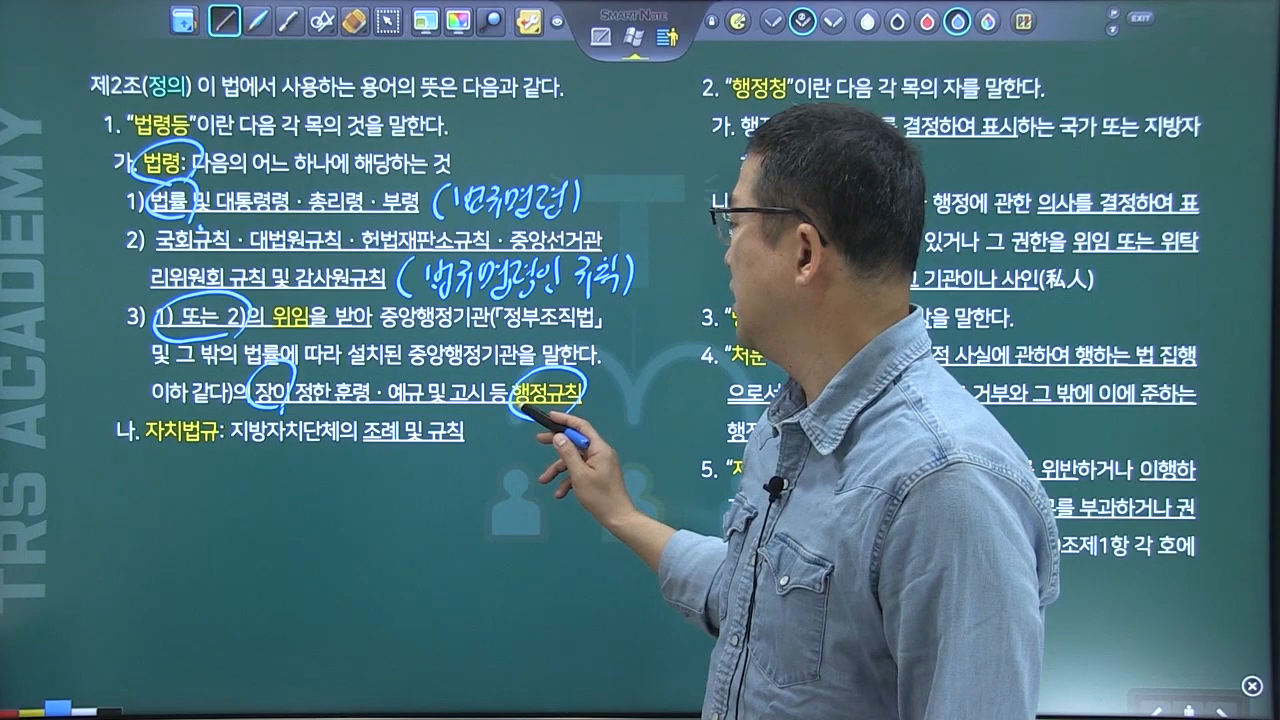 SMART NOTE
EXIT
TRS ACADEMY
제2조(정의) 이 법에서 사용하는 용어의 뜻은 다음과 같다.
1. “법령등”이란 다음 각 목의 것을 말한다.
가. 법령: 다음의 어느 하나에 해당하는 것
1) 법률 및 대통령령 · 총리령 · 부령 (법규명령)
2) 국회규칙 · 대법원규칙 · 헌법재판소규칙 · 중앙선거관
리위원회 규칙 및 감사원규칙 (법규명령인 규칙)
3) 1) 또는 2)의 위임을 받아 중앙행정기관(「정부조직법」
및 그 밖의 법률에 따라 설치된 중앙행정기관을 말한다.
이하 같다)의 장이 정한 훈령 · 예규 및 고시 등 행정규칙
나. 자치법규: 지방자치단체의 조례 및 규칙
2. “행정청”이란 다음 각 목의 자를 말한다.
가. 결정하여 표시하는 국가 또는 지방자
행정에 관한 의사를 결정하여 표
있거나 그 권한을 위임 또는 위탁
기관이나 사인(私人)
3. 말한다.
4. “처분 사실에 관하여 행하는 법 집행
으로서 거부와 그 밖에 이에 준하는
행정
5. 위반하거나 이행하
부과하거나 권
조제1항 각 호에